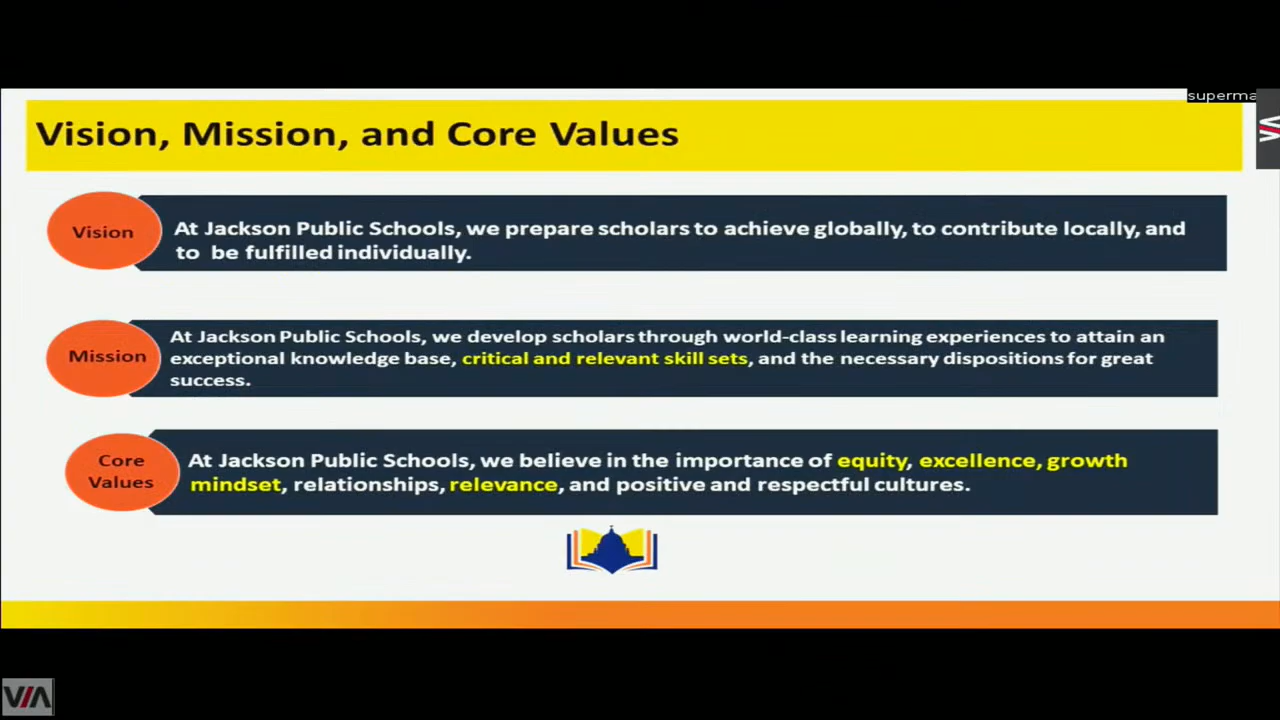 superma
Vision, Mission, and Core Values
Vision
At Jackson Public Schools, we prepare scholars to achieve globally, to contribute locally, and
to be fulfilled individually.
Mission
At Jackson Public Schools, we develop scholars through world-class learning experiences to attain an
exceptional knowledge base, critical and relevant skill sets, and the necessary dispositions for great
success.
Core
Values
At Jackson Public Schools, we believe in the importance of equity, excellence, growth
mindset, relationships, relevance, and positive and respectful cultures.
VIA